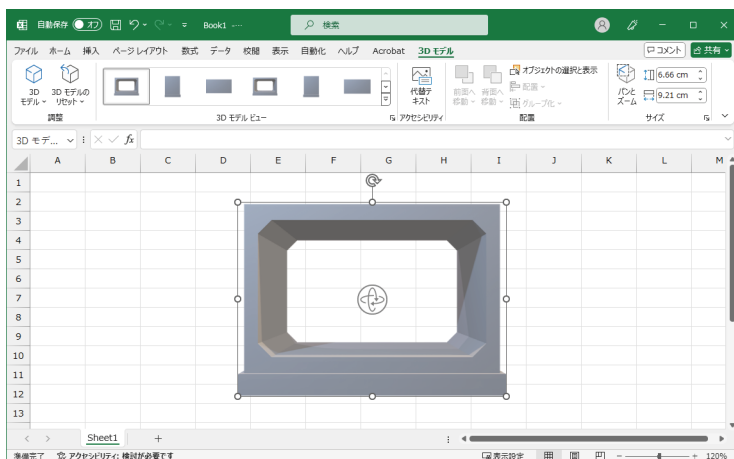 自動保存 オフ Book1 -… 検索
ファイル ホーム 挿入 ページ レイアウト 数式 データ 校閲 表示 自動化 ヘルプ Acrobat 3D モデル コメント 共有
3D モデル 3D モデルのリセット 代替テキスト 前面へ移動 背面へ移動 オブジェクトの選択と表示 配置 グループ化 パンとズーム 6.66 cm 9.21 cm
調整 3D モデル ビュー アクセシビリティ 配置 サイズ
3D モデ... fx
A B C D E F G H I J K L M
1
2
3
4
5
6
7
8
9
10
11
12
13
Sheet1 +
準備完了 アクセシビリティ: 検討が必要です 表示設定 - + 120%